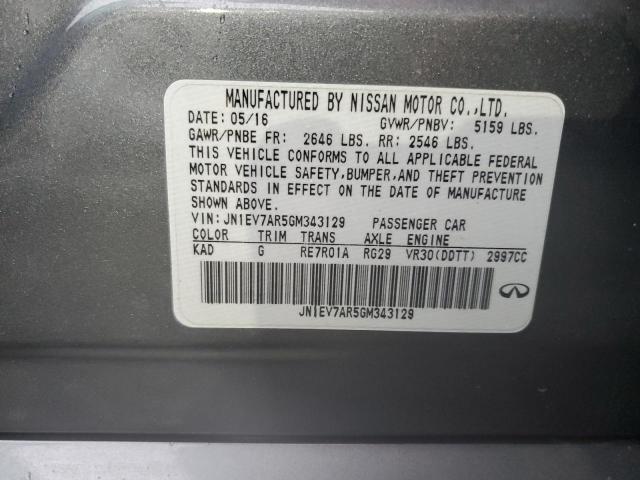 MANUFACTURED BY NISSAN MOTOR CO.,LTD.
DATE: 05/16 GVWR/PNBV: 5159 LBS.
GAWR/PNBE FR: 2646 LBS. RR: 2546 LBS.
THIS VEHICLE CONFORMS TO ALL APPLICABLE FEDERAL
MOTOR VEHICLE SAFETY,BUMPER,AND THEFT PREVENTION
STANDARDS IN EFFECT ON THE DATE OF MANUFACTURE
SHOWN ABOVE.
VIN:JN1EV7AR5GM343129 PASSENGER CAR
COLOR TRIM TRANS AXLE ENGINE
KAD G RE7R01A RG29 VR30(DDTT) 2997CC
JN1EV7AR5GM343129